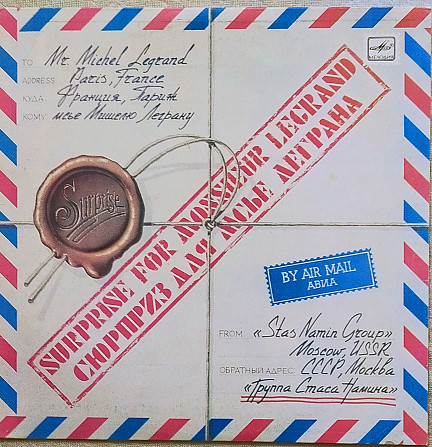 TO Mr. Michel Legrand
ADDRESS Paris, France
КУДА Франция, Париж
КОМУ мсье Мишелю Леграну
МЕЛОДИЯ
Surprise
SURPRISE FOR MONSIEUR LEGRAND
СЮРПРИЗ ДЛЯ МСЬЕ ЛЕГРАНА
BY AIR MAIL
АВИА
FROM «Stas Namin Group»
Moscow, USSR
ОБРАТНЫЙ АДРЕС СССР, Москва
«Группа Стаса Намина»